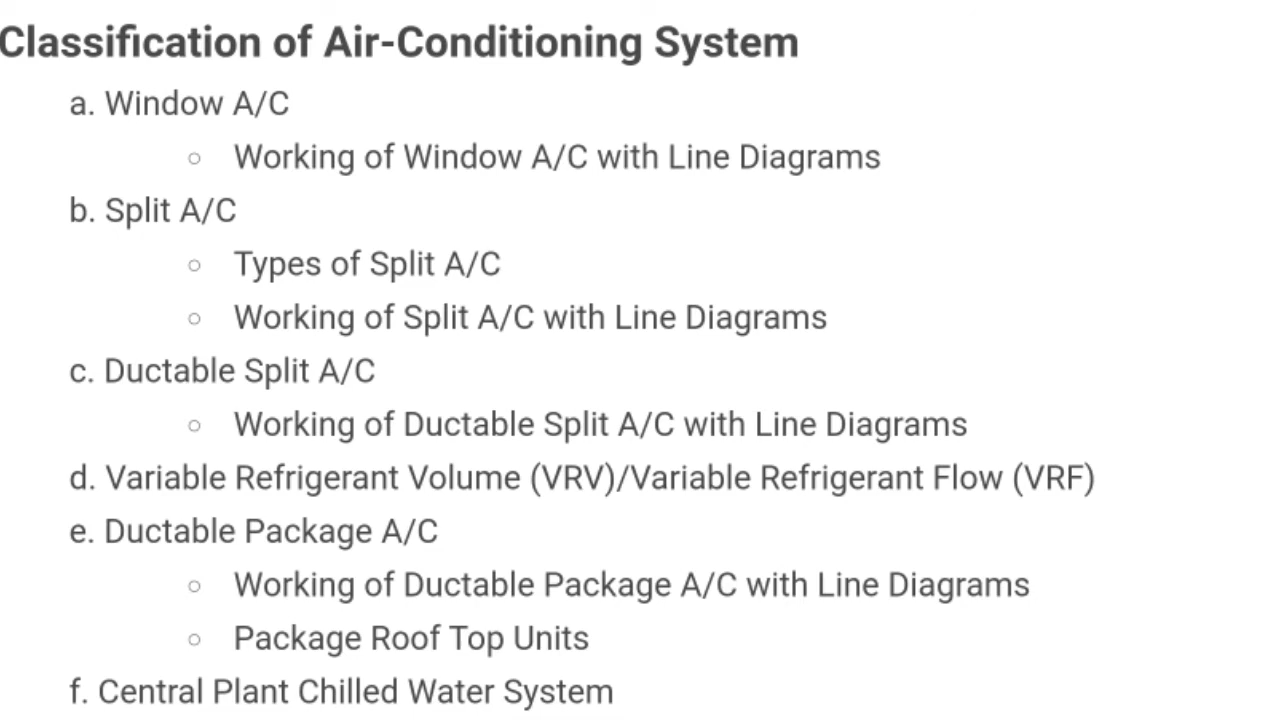 Classification of Air-Conditioning System
a. Window A/C
○ Working of Window A/C with Line Diagrams
b. Split A/C
○ Types of Split A/C
○ Working of Split A/C with Line Diagrams
c. Ductable Split A/C
○ Working of Ductable Split A/C with Line Diagrams
d. Variable Refrigerant Volume (VRV)/Variable Refrigerant Flow (VRF)
e. Ductable Package A/C
○ Working of Ductable Package A/C with Line Diagrams
○ Package Roof Top Units
f. Central Plant Chilled Water System